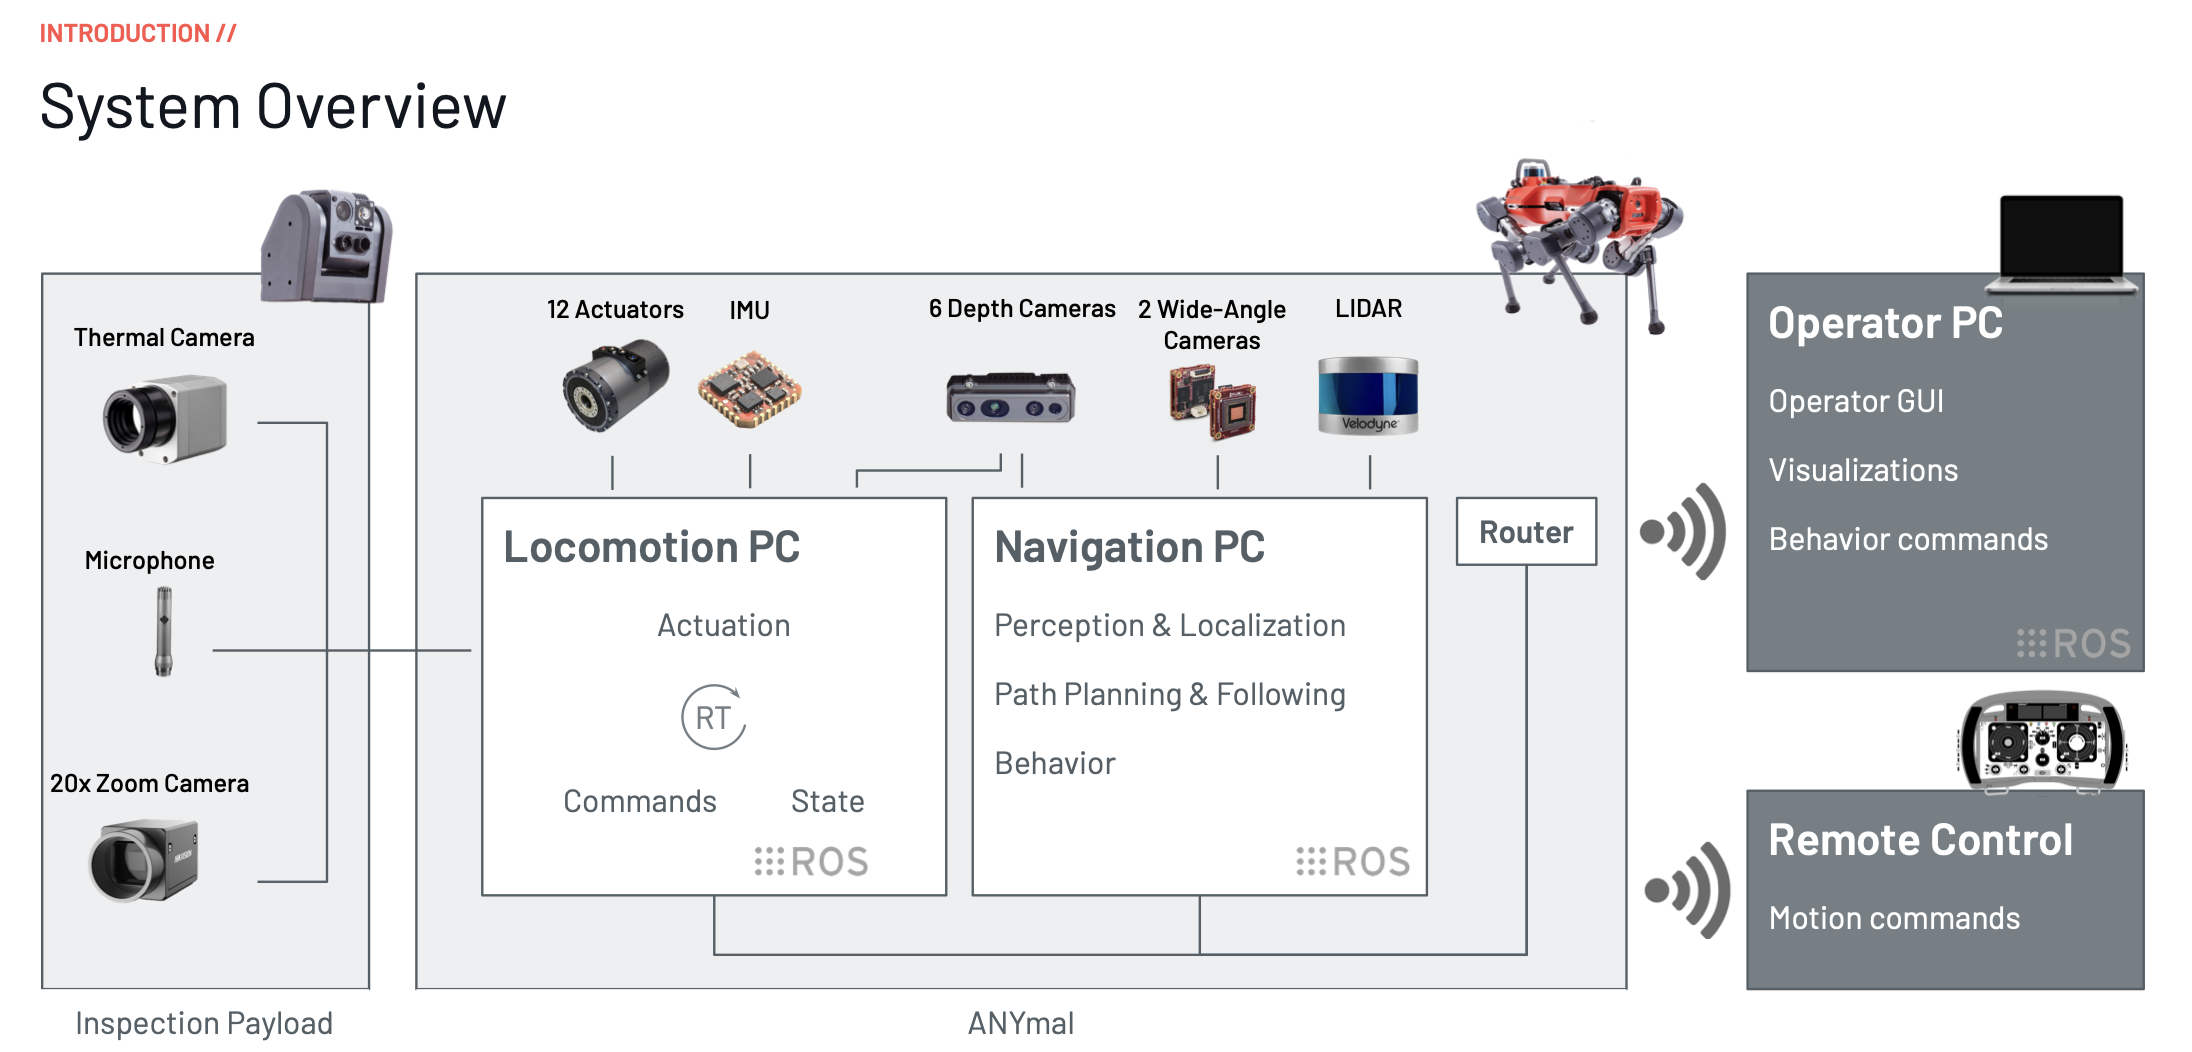 INTRODUCTION //
System Overview
Thermal Camera
Microphone
20x Zoom Camera
Inspection Payload
12 Actuators
IMU
6 Depth Cameras
2 Wide-Angle
Cameras
LIDAR
Velodyne
Locomotion PC
Actuation
RT
Commands
State
ROS
Navigation PC
Perception & Localization
Path Planning & Following
Behavior
ROS
Router
ANYmal
Operator PC
Operator GUI
Visualizations
Behavior commands
ROS
Remote Control
Motion commands